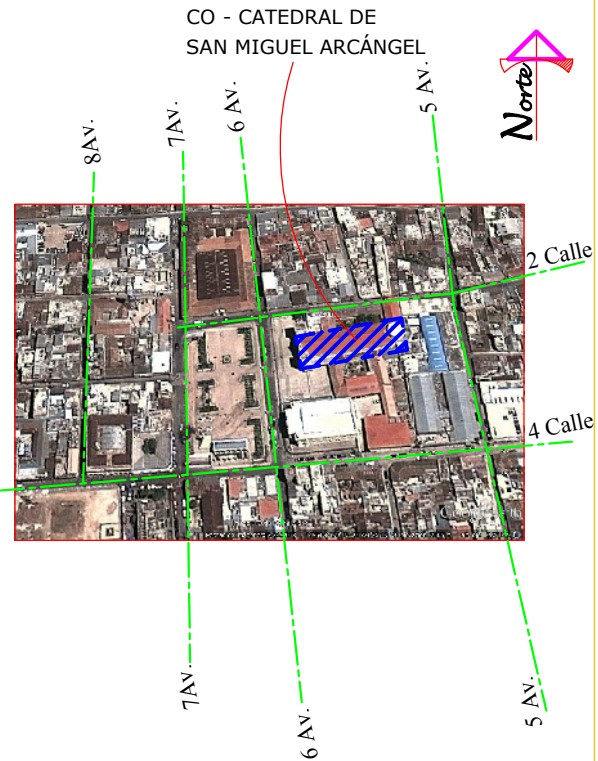 CO - CATEDRAL DE
SAN MIGUEL ARCÁNGEL
Norte
8Av.
7Av.
6 Av.
5 Av.
2 Calle
4 Calle
7Av.
6 Av.
5 Av.